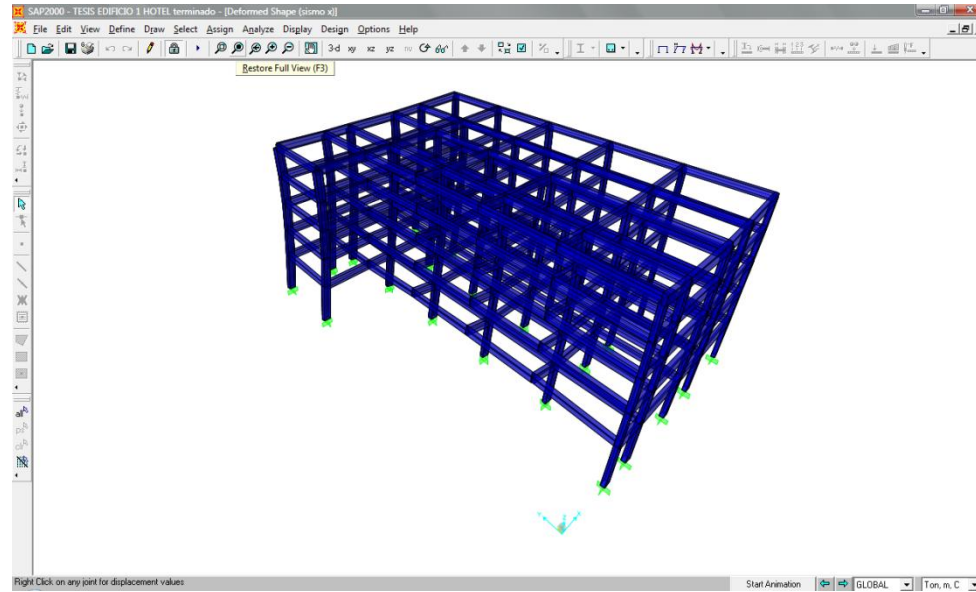 SAP2000 - TESIS EDIFICIO 1 HOTEL terminado - [Deformed Shape (sismo x)]
File Edit View Define Draw Select Assign Analyze Display Design Options Help
3-d xy xz yz nv
Restore Full View (F3)
all
Right Click on any joint for displacement values
Start Animation GLOBAL Ton, m, C